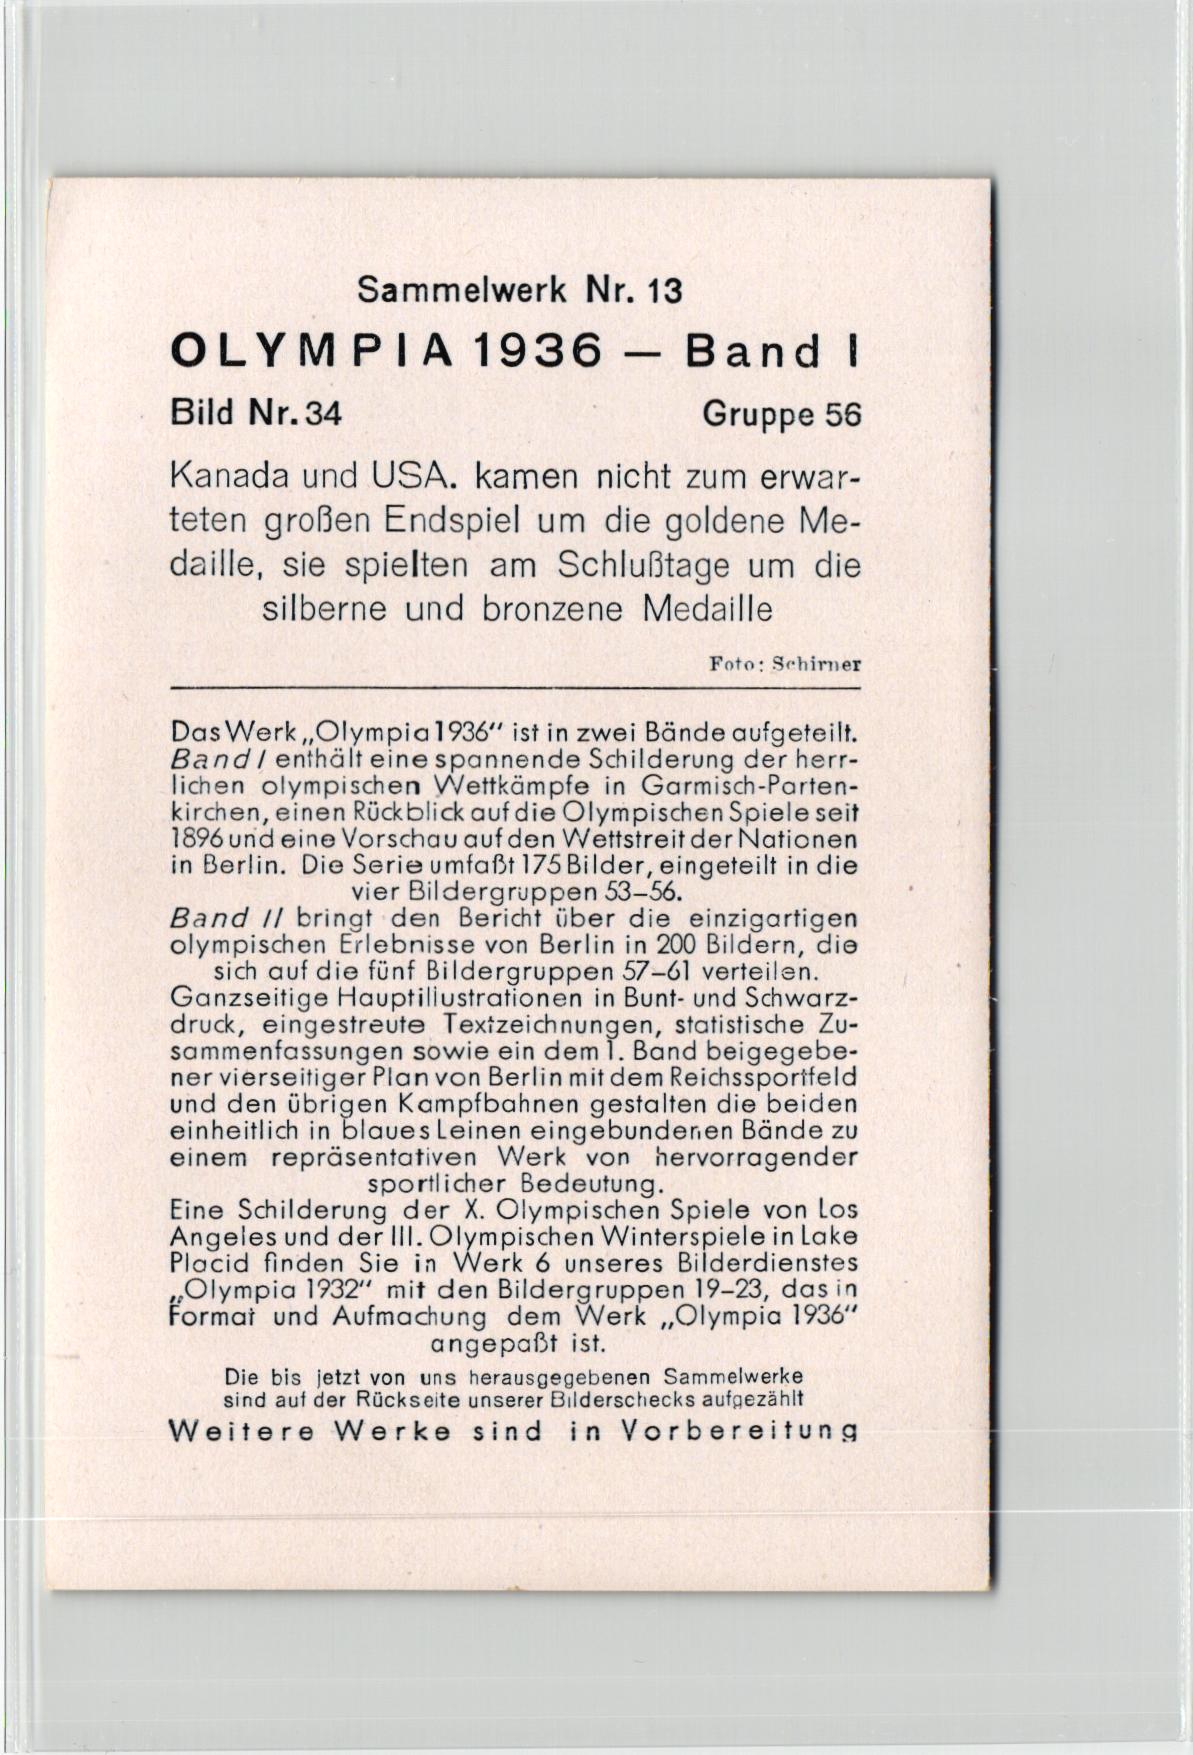 Sammelwerk Nr. 13
OLYMPIA 1936 — Band I
Bild Nr. 34 Gruppe 56
Kanada und USA. kamen nicht zum erwar-
teten großen Endspiel um die goldene Me-
daille, sie spielten am Schlußtage um die
silberne und bronzene Medaille
Foto: Schirner
Das Werk „Olympia 1936“ ist in zwei Bände aufgeteilt.
Band I enthält eine spannende Schilderung der herr-
lichen olympischen Wettkämpfe in Garmisch-Parten-
kirchen, einen Rückblick auf die Olympischen Spiele seit
1896 und eine Vorschau auf den Wettstreit der Nationen
in Berlin. Die Serie umfaßt 175 Bilder, eingeteilt in die
vier Bildergruppen 53–56.
Band II bringt den Bericht über die einzigartigen
olympischen Erlebnisse von Berlin in 200 Bildern, die
sich auf die fünf Bildergruppen 57–61 verteilen.
Ganzseitige Hauptillustrationen in Bunt- und Schwarz-
druck, eingestreute Textzeichnungen, statistische Zu-
sammenfassungen sowie ein dem 1. Band beigegebe-
ner vierseitiger Plan von Berlin mit dem Reichssportfeld
und den übrigen Kampfbahnen gestalten die beiden
einheitlich in blaues Leinen eingebundenen Bände zu
einem repräsentativen Werk von hervorragender
sportlicher Bedeutung.
Eine Schilderung der X. Olympischen Spiele von Los
Angeles und der III. Olympischen Winterspiele in Lake
Placid finden Sie in Werk 6 unseres Bilderdienstes
„Olympia 1932“ mit den Bildergruppen 19–23, das in
Format und Aufmachung dem Werk „Olympia 1936“
angepaßt ist.
Die bis jetzt von uns herausgegebenen Sammelwerke
sind auf der Rückseite unserer Bilderschecks aufgezählt
Weitere Werke sind in Vorbereitung